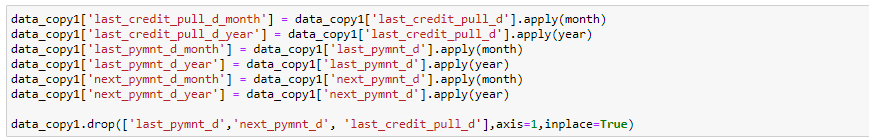 data_copy1['last_credit_pull_d_month'] = data_copy1['last_credit_pull_d'].apply(month)
data_copy1['last_credit_pull_d_year'] = data_copy1['last_credit_pull_d'].apply(year)
data_copy1['last_pymnt_d_month'] = data_copy1['last_pymnt_d'].apply(month)
data_copy1['last_pymnt_d_year'] = data_copy1['last_pymnt_d'].apply(year)
data_copy1['next_pymnt_d_month'] = data_copy1['next_pymnt_d'].apply(month)
data_copy1['next_pymnt_d_year'] = data_copy1['next_pymnt_d'].apply(year)
data_copy1.drop(['last_pymnt_d','next_pymnt_d', 'last_credit_pull_d'],axis=1,inplace=True)